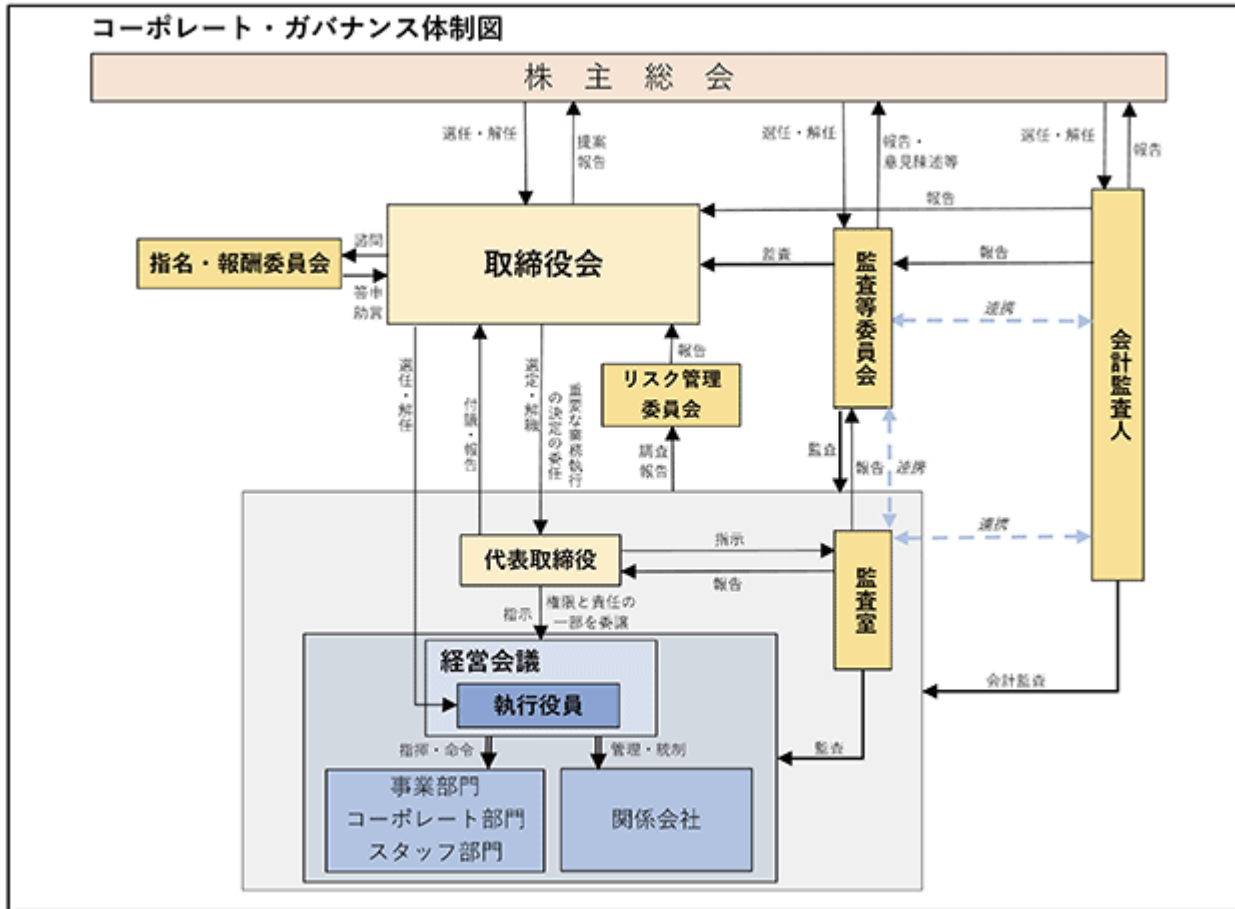 コーポレート・ガバナンス体制図
株主総会
選任・解任
提案
報告
選任・解任
報告・
意見陳述等
選任・解任
報告
報告
指名・報酬委員会
諮問
答申
助言
取締役会
監査
監査等委員会
報告
連携
会計監査人
選任・解任
付議・報告
選定・解職
重要な業務執行
の決定の委任
報告
リスク管理
委員会
調査
報告
監査
報告
連携
連携
代表取締役
指示
報告
監査室
指示
権限と責任の
一部を委譲
経営会議
執行役員
会計監査
指揮・命令
管理・統制
監査
事業部門
コーポレート部門
スタッフ部門
関係会社